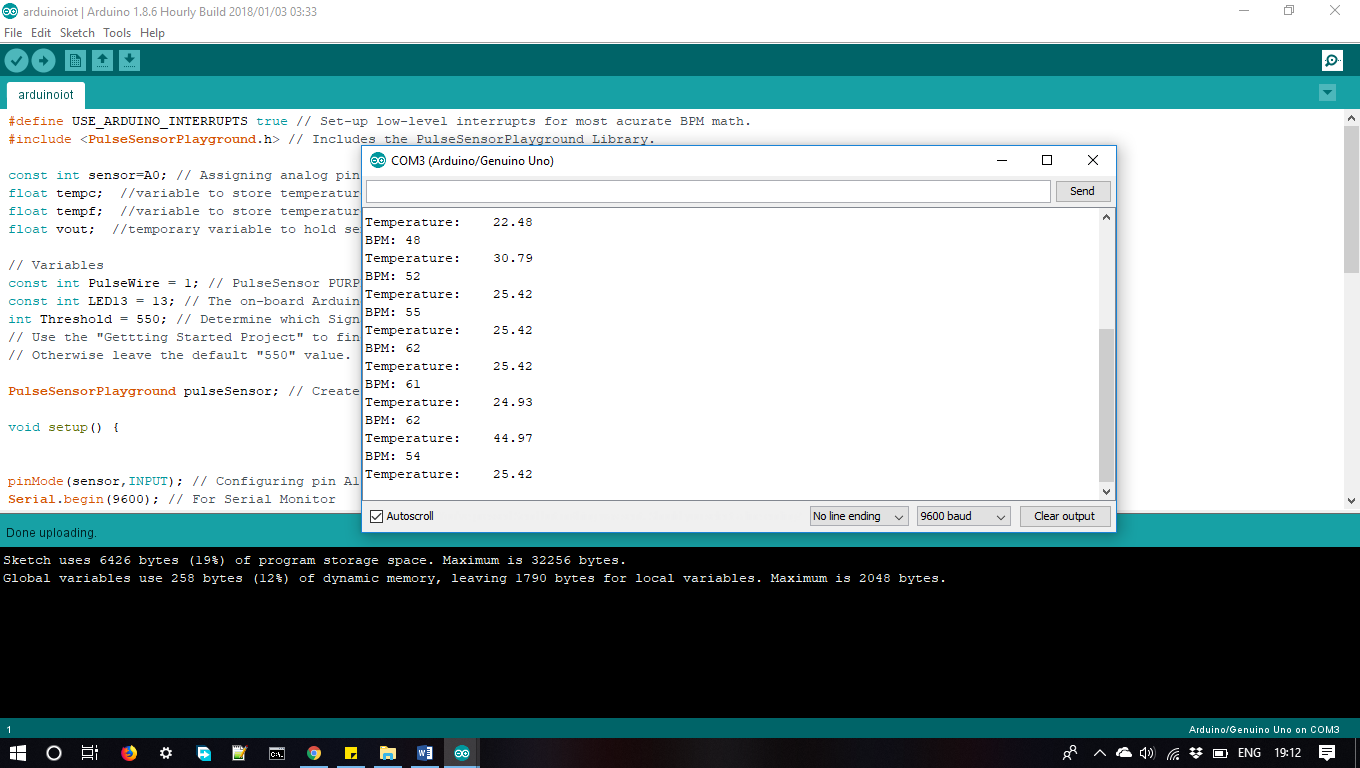 arduinoiot | Arduino 1.8.6 Hourly Build 2018/01/03 03:33
File Edit Sketch Tools Help
arduinoiot
#define USE_ARDUINO_INTERRUPTS true // Set-up low-level interrupts for most acurate BPM math.
#include <PulseSensorPlayground.h> // Includes the PulseSensorPlayground Library.
const int sensor=A0; // Assigning analog pin
float tempc; //variable to store temperatur
float tempf; //variable to store temperatur
float vout; //temporary variable to hold se
// Variables
const int PulseWire = 1; // PulseSensor PURP
const int LED13 = 13; // The on-board Arduin
int Threshold = 550; // Determine which Sign
// Use the "Gettting Started Project" to fin
// Otherwise leave the default "550" value.
PulseSensorPlayground pulseSensor; // Create
void setup() {
pinMode(sensor,INPUT); // Configuring pin A1
Serial.begin(9600); // For Serial Monitor
COM3 (Arduino/Genuino Uno)
Send
Temperature: 22.48
BPM: 48
Temperature: 30.79
BPM: 52
Temperature: 25.42
BPM: 55
Temperature: 25.42
BPM: 62
Temperature: 25.42
BPM: 61
Temperature: 24.93
BPM: 62
Temperature: 44.97
BPM: 54
Temperature: 25.42
Autoscroll No line ending 9600 baud Clear output
Done uploading.
Sketch uses 6426 bytes (19%) of program storage space. Maximum is 32256 bytes.
Global variables use 258 bytes (12%) of dynamic memory, leaving 1790 bytes for local variables. Maximum is 2048 bytes.
1 Arduino/Genuino Uno on COM3
ENG 19:12